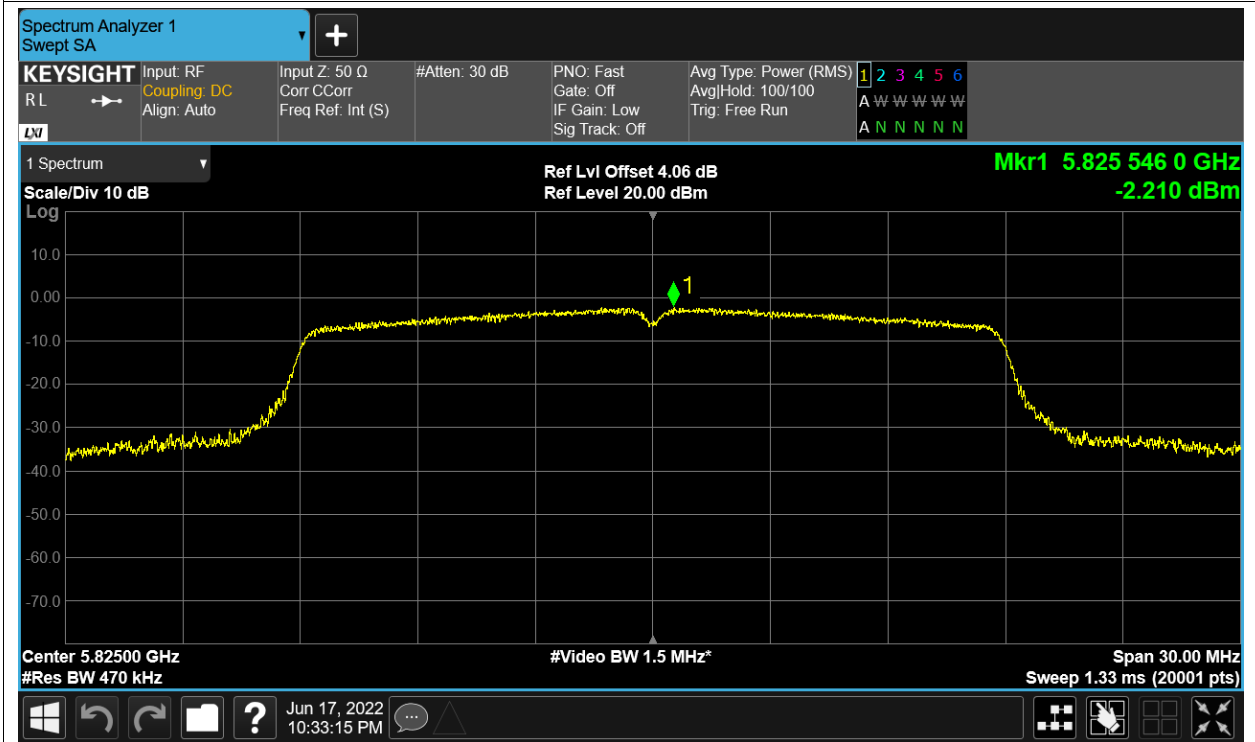 Spectrum Analyzer 1
Swept SA
+
KEYSIGHT
R L
LXI
Input: RF
Coupling: DC
Align: Auto
Input Z: 50 Ω
Corr CCorr
Freq Ref: Int (S)
#Atten: 30 dB
PNO: Fast
Gate: Off
IF Gain: Low
Sig Track: Off
Avg Type: Power (RMS)
Avg|Hold: 100/100
Trig: Free Run
1 2 3 4 5 6
A W W W W W
A N N N N N
1 Spectrum
Scale/Div 10 dB
Log
Ref Lvl Offset 4.06 dB
Ref Level 20.00 dBm
Mkr1 5.825 546 0 GHz
-2.210 dBm
10.0
0.00
-10.0
-20.0
-30.0
-40.0
-50.0
-60.0
-70.0
1
Center 5.82500 GHz
#Res BW 470 kHz
#Video BW 1.5 MHz*
Span 30.00 MHz
Sweep 1.33 ms (20001 pts)
?
Jun 17, 2022
10:33:15 PM